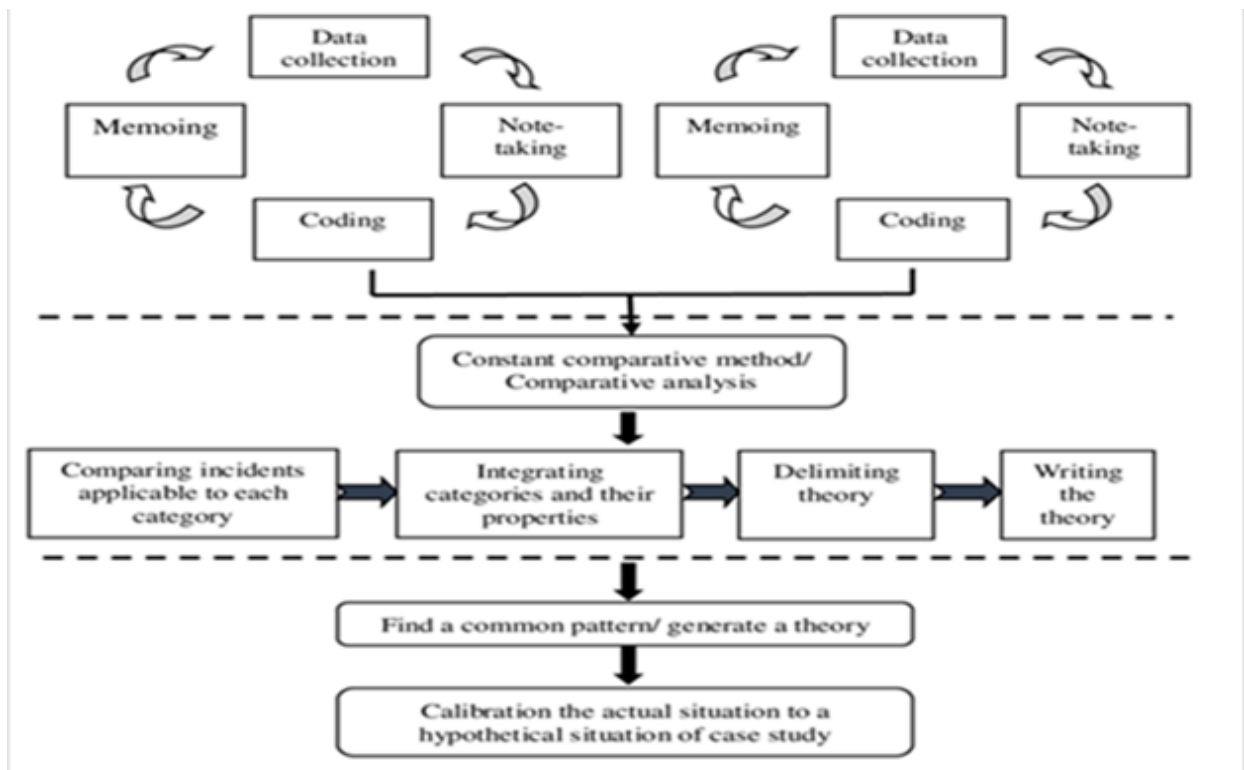 Data
collection
Memoing
Note-
taking
Coding
Data
collection
Memoing
Note-
taking
Coding
Constant comparative method/
Comparative analysis
Comparing incidents
applicable to each
category
Integrating
categories and their
properties
Delimiting
theory
Writing
the
theory
Find a common pattern/ generate a theory
Calibration the actual situation to a
hypothetical situation of case study